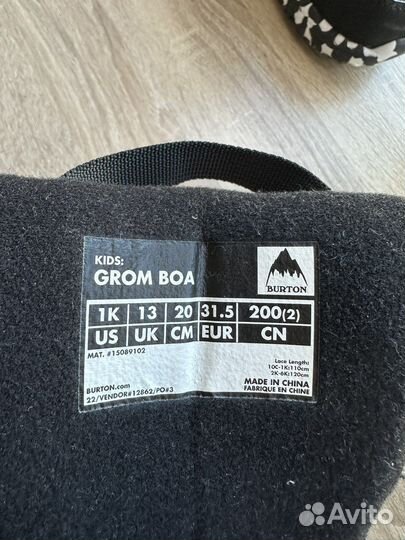 KIDS:
GROM BOA
BURTON
1K 13 20 31.5 200(2)
US UK CM EUR CN
MAT. #15089102
Lace Length:
10C-1K:110cm
2K-6K:120cm
BURTON.com
22/VENDOR#12862/PO#3
MADE IN CHINA
FABRIQUE EN CHINE
Avito